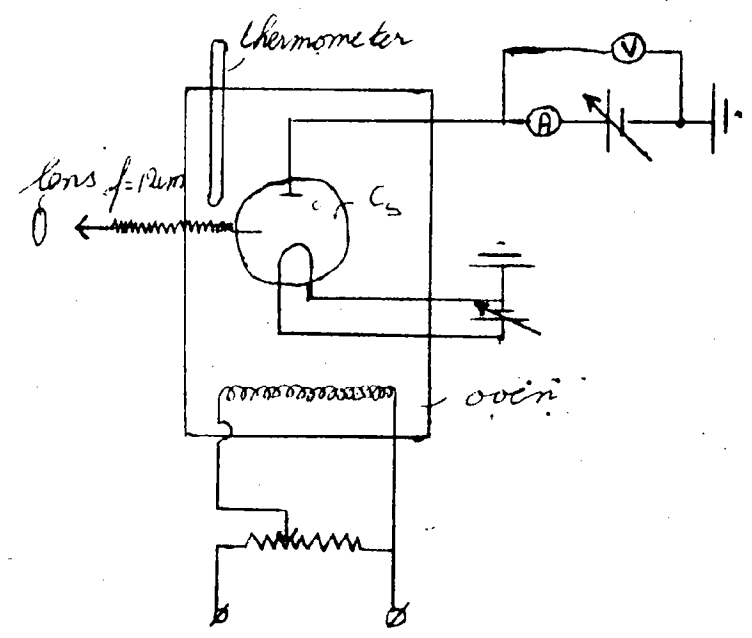 thermometer
V
A
lens f=12cm
Cs
oven